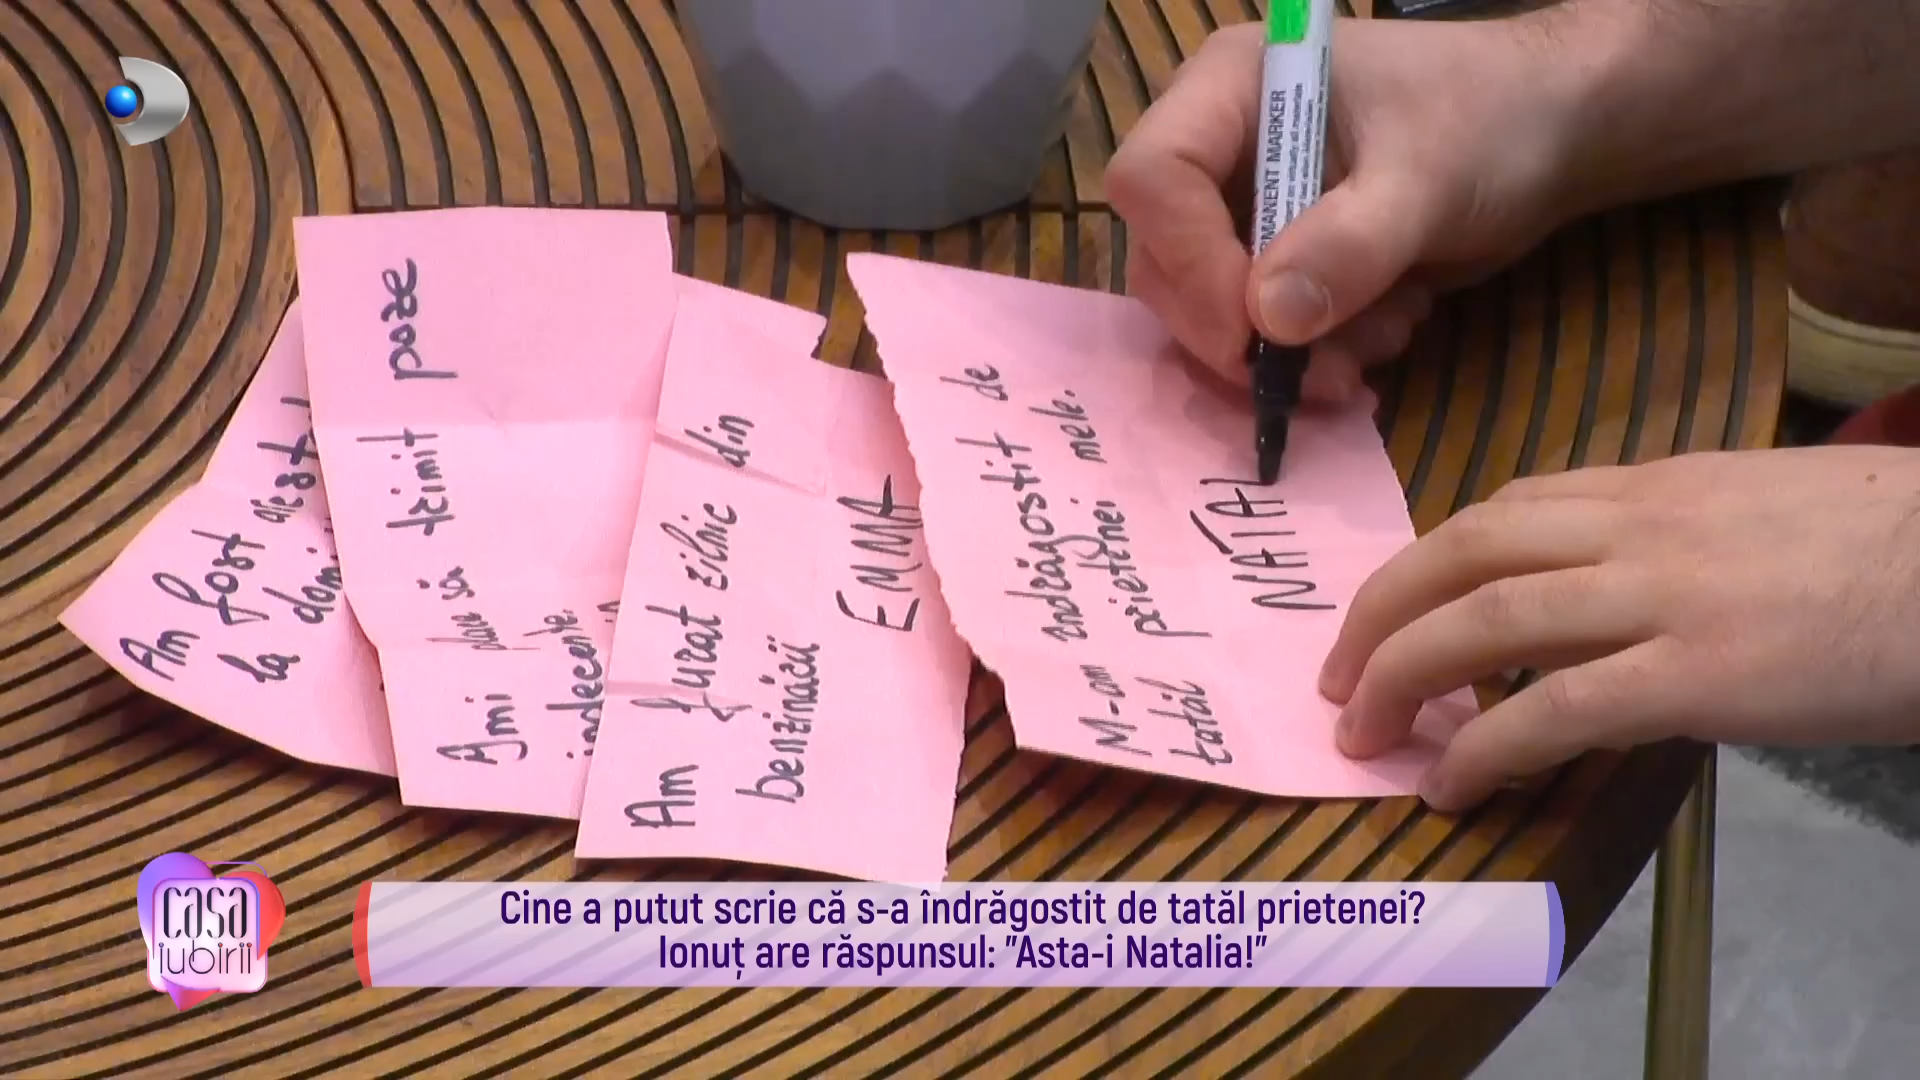 Am fost
la
Ami place să trimit poze
indecente.
Am furat zilnic din
benzinării
EMMA
M-am îndrăgostit de
tatăl prietenei mele.
NATAL
PERMANENT MARKER
casa
iubirii
Cine a putut scrie că s-a îndrăgostit de tatăl prietenei?
Ionuț are răspunsul: "Asta-i Natalia!"